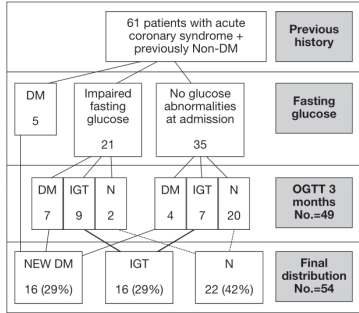 61 patients with acute
coronary syndrome +
previously Non-DM
Previous
history
DM
5
Impaired
fasting
glucose
21
No glucose
abnormalities
at admission
35
Fasting
glucose
DM
7
IGT
9
N
2
DM
4
IGT
7
N
20
OGTT 3
months
No.=49
NEW DM
16 (29%)
IGT
16 (29%)
N
22 (42%)
Final
distribution
No.=54